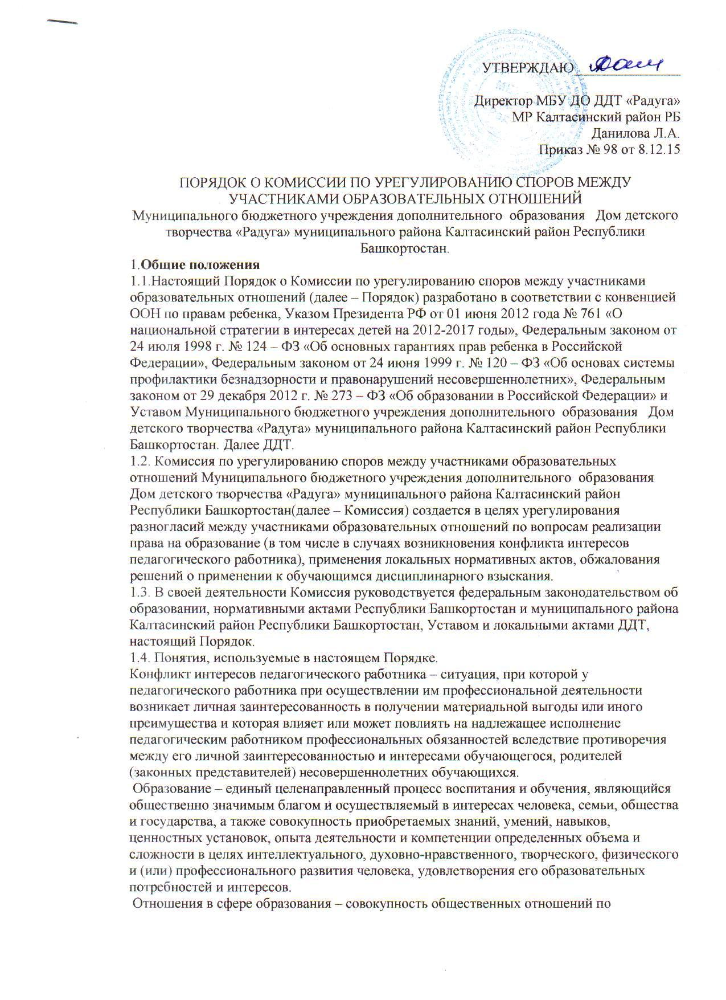 УТВЕРЖДАЮ
Директор МБУ ДО ДДТ «Радуга»
МР Калтасинский район РБ
Данилова Л.А.
Приказ № 98 от 8.12.15
ПОРЯДОК О КОМИССИИ ПО УРЕГУЛИРОВАНИЮ СПОРОВ МЕЖДУ
УЧАСТНИКАМИ ОБРАЗОВАТЕЛЬНЫХ ОТНОШЕНИЙ
Муниципального бюджетного учреждения дополнительного образования Дом детского
творчества «Радуга» муниципального района Калтасинский район Республики
Башкортостан.
1.Общие положения
1.1.Настоящий Порядок о Комиссии по урегулированию споров между участниками
образовательных отношений (далее – Порядок) разработано в соответствии с конвенцией
ООН по правам ребенка, Указом Президента РФ от 01 июня 2012 года № 761 «О
национальной стратегии в интересах детей на 2012-2017 годы», Федеральным законом от
24 июля 1998 г. № 124 – ФЗ «Об основных гарантиях прав ребенка в Российской
Федерации», Федеральным законом от 24 июня 1999 г. № 120 – ФЗ «Об основах системы
профилактики безнадзорности и правонарушений несовершеннолетних», Федеральным
законом от 29 декабря 2012 г. № 273 – ФЗ «Об образовании в Российской Федерации» и
Уставом Муниципального бюджетного учреждения дополнительного образования Дом
детского творчества «Радуга» муниципального района Калтасинский район Республики
Башкортостан. Далее ДДТ.
1.2. Комиссия по урегулированию споров между участниками образовательных
отношений Муниципального бюджетного учреждения дополнительного образования
Дом детского творчества «Радуга» муниципального района Калтасинский район
Республики Башкортостан(далее – Комиссия) создается в целях урегулирования
разногласий между участниками образовательных отношений по вопросам реализации
права на образование (в том числе в случаях возникновения конфликта интересов
педагогического работника), применения локальных нормативных актов, обжалования
решений о применении к обучающимся дисциплинарного взыскания.
1.3. В своей деятельности Комиссия руководствуется федеральным законодательством об
образовании, нормативными актами Республики Башкортостан и муниципального района
Калтасинский район Республики Башкортостан, Уставом и локальными актами ДДТ,
настоящий Порядок.
1.4. Понятия, используемые в настоящем Порядке.
Конфликт интересов педагогического работника – ситуация, при которой у
педагогического работника при осуществлении им профессиональной деятельности
возникает личная заинтересованность в получении материальной выгоды или иного
преимущества и которая влияет или может повлиять на надлежащее исполнение
педагогическим работником профессиональных обязанностей вследствие противоречия
между его личной заинтересованностью и интересами обучающегося, родителей
(законных представителей) несовершеннолетних обучающихся.
Образование – единый целенаправленный процесс воспитания и обучения, являющийся
общественно значимым благом и осуществляемый в интересах человека, семьи, общества
и государства, а также совокупность приобретаемых знаний, умений, навыков,
ценностных установок, опыта деятельности и компетенции определенных объема и
сложности в целях интеллектуального, духовно-нравственного, творческого, физического
и (или) профессионального развития человека, удовлетворения его образовательных
потребностей и интересов.
Отношения в сфере образования – совокупность общественных отношений по